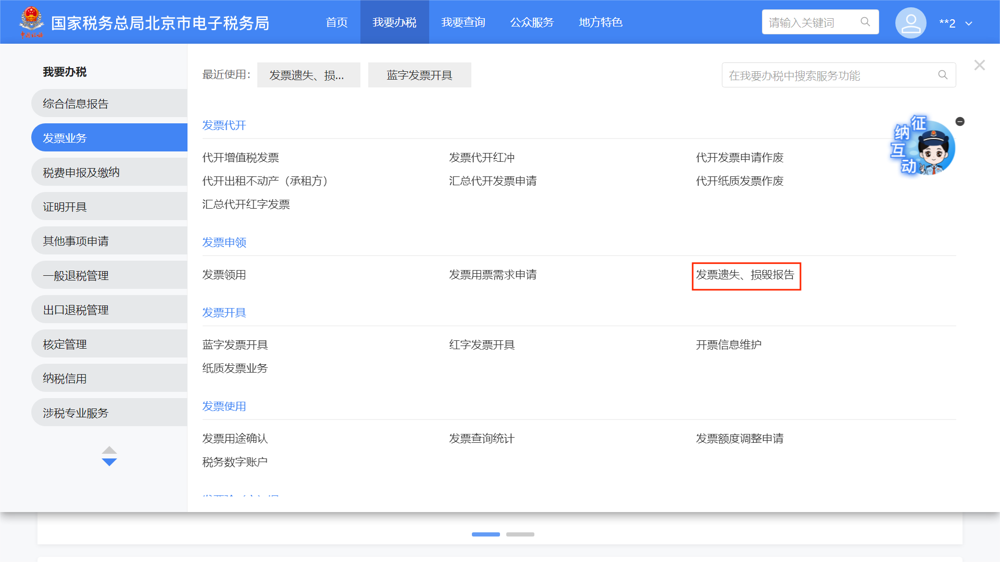 国家税务总局北京市电子税务局
首页 我要办税 我要查询 公众服务 地方特色
请输入关键词
**2
我要办税
综合信息报告
发票业务
税费申报及缴纳
证明开具
其他事项申请
一般退税管理
出口退税管理
核定管理
纳税信用
涉税专业服务
最近使用: 发票遗失、损... 蓝字发票开具
在我要办税中搜索服务功能
征纳互动
发票代开
代开增值税发票 发票代开红冲 代开发票申请作废
代开出租不动产（承租方） 汇总代开发票申请 代开纸质发票作废
汇总代开红字发票
发票申领
发票领用 发票用票需求申请 发票遗失、损毁报告
发票开具
蓝字发票开具 红字发票开具 开票信息维护
纸质发票业务
发票使用
发票用途确认 发票查询统计 发票额度调整申请
税务数字账户